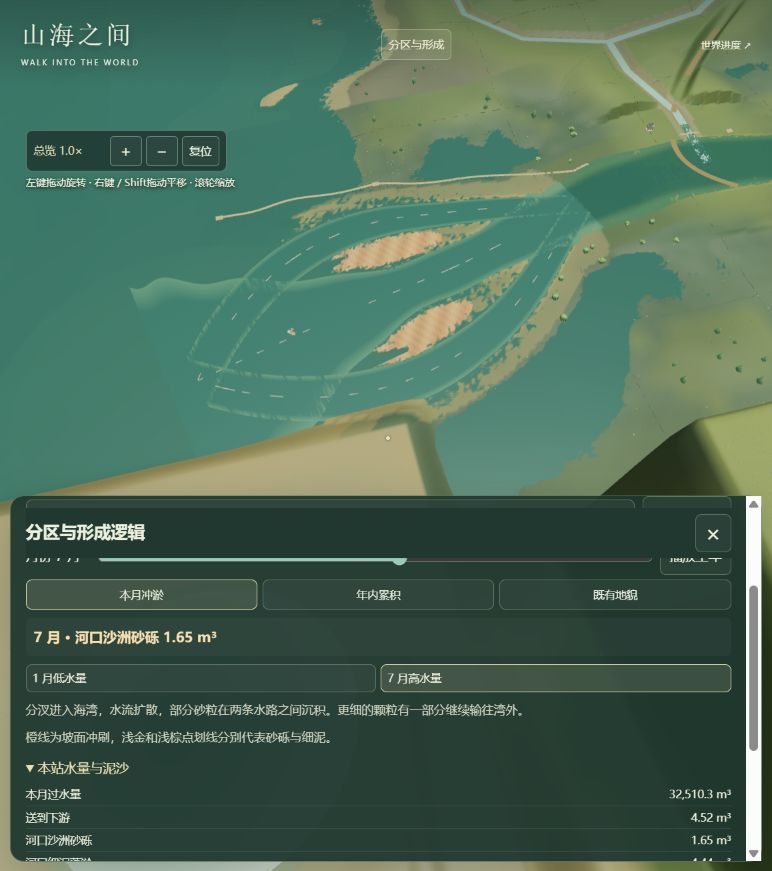 山海之间
WALK INTO THE WORLD
分区与形成
世界进度 ↗
总览 1.0×
+
−
复位
左键拖动旋转 · 右键 / Shift拖动平移 · 滚轮缩放
分区与形成逻辑
×
本月冲淤
年内累积
既有地貌
7 月 • 河口沙洲砂砾 1.65 m³
1 月低水量
7 月高水量
分汊进入海湾，水流扩散，部分砂粒在两条水路之间沉积。更细的颗粒有一部分继续输往湾外。
橙线为坡面冲刷，浅金和浅棕点划线分别代表砂砾与细泥。
▼ 本站水量与泥沙
本月过水量 32,510.3 m³
送到下游 4.52 m³
河口沙洲砂砾 1.65 m³